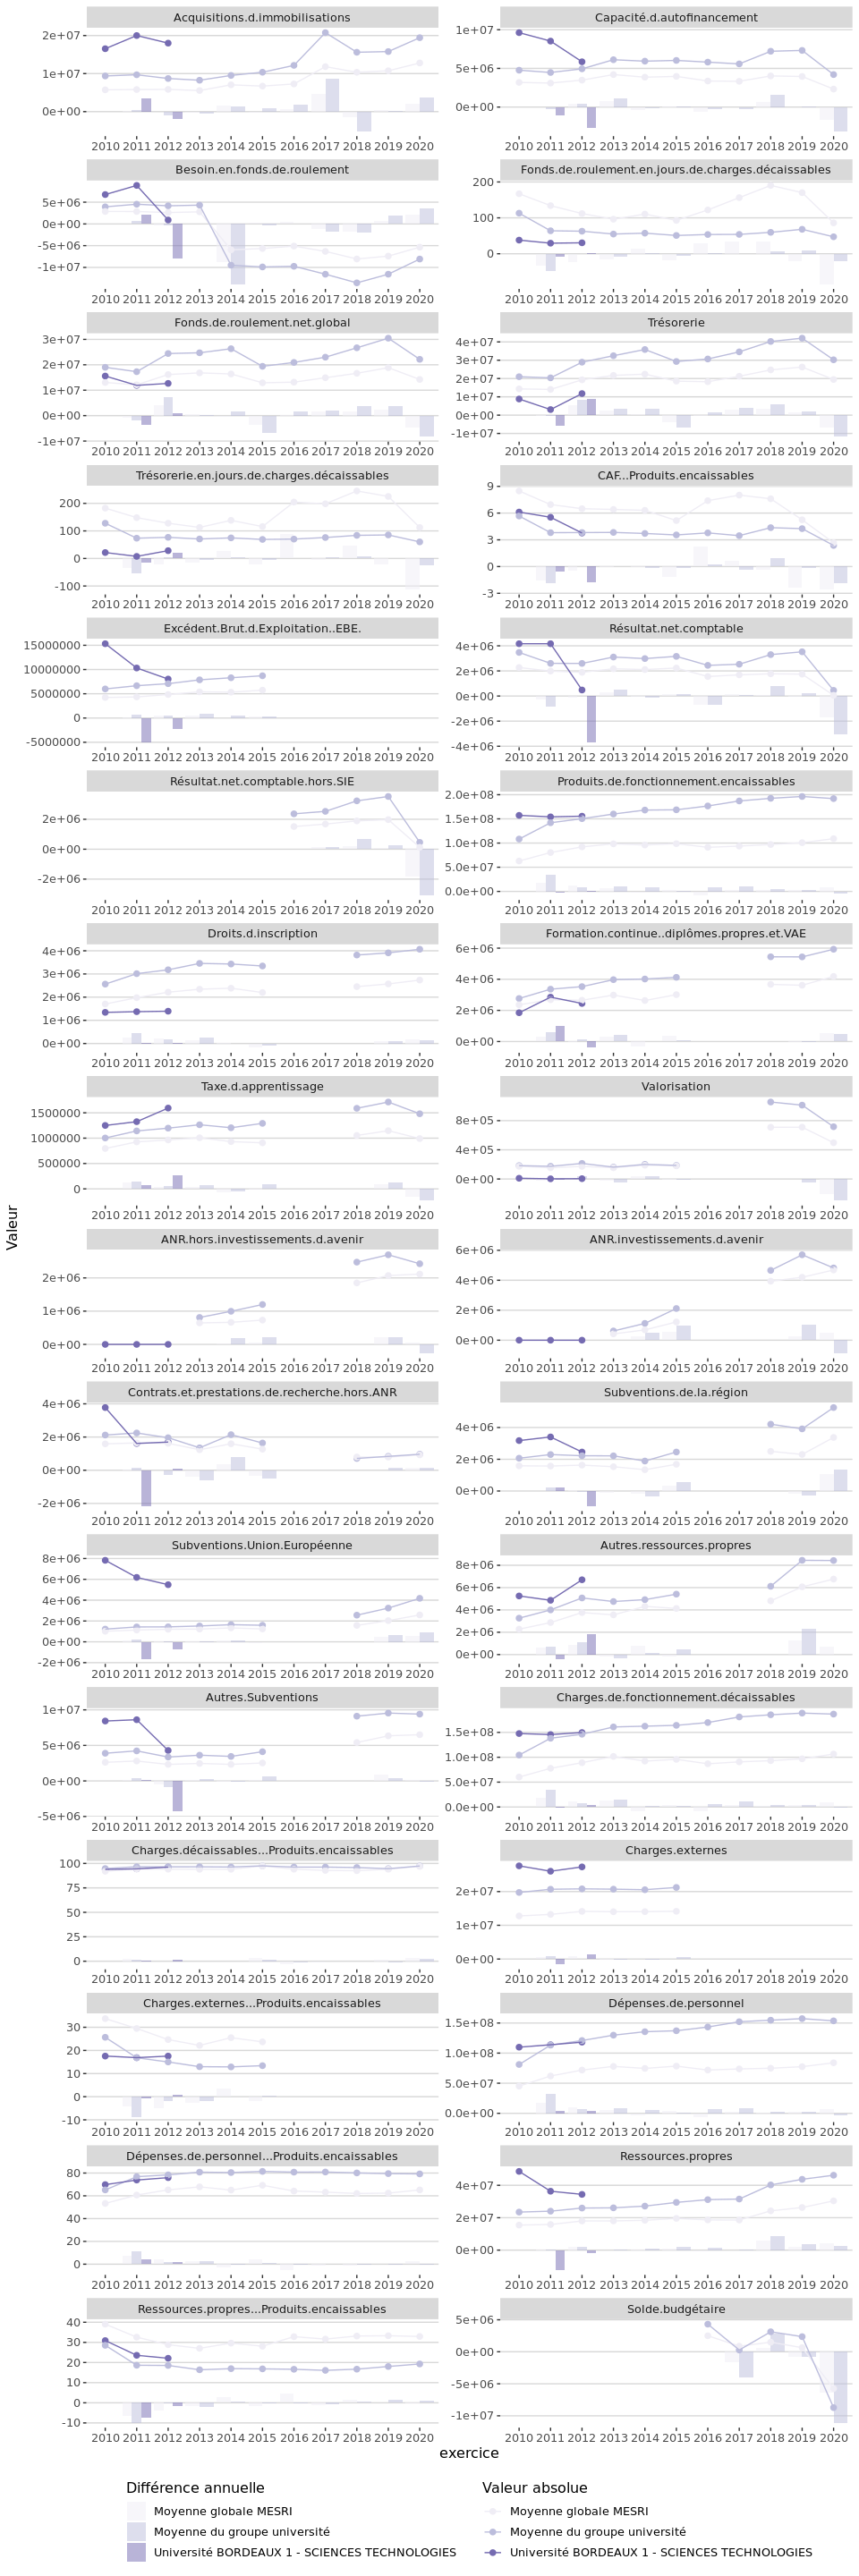 Acquisitions.d.immobilisations
Capacité.d.autofinancement
2e+07
1e+07
0e+00
1e+07
5e+06
0e+00
2010 2011 2012 2013 2014 2015 2016 2017 2018 2019 2020
2010 2011 2012 2013 2014 2015 2016 2017 2018 2019 2020
Besoin.en.fonds.de.roulement
Fonds.de.roulement.en.jours.de.charges.décaissables
5e+06
0e+00
-5e+06
-1e+07
200
100
0
2010 2011 2012 2013 2014 2015 2016 2017 2018 2019 2020
2010 2011 2012 2013 2014 2015 2016 2017 2018 2019 2020
Fonds.de.roulement.net.global
Trésorerie
3e+07
2e+07
1e+07
0e+00
-1e+07
4e+07
3e+07
2e+07
1e+07
0e+00
-1e+07
2010 2011 2012 2013 2014 2015 2016 2017 2018 2019 2020
2010 2011 2012 2013 2014 2015 2016 2017 2018 2019 2020
Trésorerie.en.jours.de.charges.décaissables
CAF...Produits.encaissables
200
100
0
-100
9
6
3
0
-3
2010 2011 2012 2013 2014 2015 2016 2017 2018 2019 2020
2010 2011 2012 2013 2014 2015 2016 2017 2018 2019 2020
Excédent.Brut.d.Exploitation..EBE.
Résultat.net.comptable
15000000
10000000
5000000
0
-5000000
4e+06
2e+06
0e+00
-2e+06
-4e+06
2010 2011 2012 2013 2014 2015 2016 2017 2018 2019 2020
2010 2011 2012 2013 2014 2015 2016 2017 2018 2019 2020
Résultat.net.comptable.hors.SIE
Produits.de.fonctionnement.encaissables
2e+06
0e+00
-2e+06
2.0e+08
1.5e+08
1.0e+08
5.0e+07
0.0e+00
2010 2011 2012 2013 2014 2015 2016 2017 2018 2019 2020
2010 2011 2012 2013 2014 2015 2016 2017 2018 2019 2020
Droits.d.inscription
Formation.continue..diplômes.propres.et.VAE
4e+06
3e+06
2e+06
1e+06
0e+00
6e+06
4e+06
2e+06
0e+00
2010 2011 2012 2013 2014 2015 2016 2017 2018 2019 2020
2010 2011 2012 2013 2014 2015 2016 2017 2018 2019 2020
Taxe.d.apprentissage
Valorisation
1500000
1000000
500000
0
8e+05
4e+05
0e+00
2010 2011 2012 2013 2014 2015 2016 2017 2018 2019 2020
2010 2011 2012 2013 2014 2015 2016 2017 2018 2019 2020
Valeur
ANR.hors.investissements.d.avenir
ANR.investissements.d.avenir
2e+06
1e+06
0e+00
6e+06
4e+06
2e+06
0e+00
2010 2011 2012 2013 2014 2015 2016 2017 2018 2019 2020
2010 2011 2012 2013 2014 2015 2016 2017 2018 2019 2020
Contrats.et.prestations.de.recherche.hors.ANR
Subventions.de.la.région
4e+06
2e+06
0e+00
-2e+06
4e+06
2e+06
0e+00
2010 2011 2012 2013 2014 2015 2016 2017 2018 2019 2020
2010 2011 2012 2013 2014 2015 2016 2017 2018 2019 2020
Subventions.Union.Européenne
Autres.ressources.propres
8e+06
6e+06
4e+06
2e+06
0e+00
-2e+06
8e+06
6e+06
4e+06
2e+06
0e+00
2010 2011 2012 2013 2014 2015 2016 2017 2018 2019 2020
2010 2011 2012 2013 2014 2015 2016 2017 2018 2019 2020
Autres.Subventions
Charges.de.fonctionnement.décaissables
1e+07
5e+06
0e+00
-5e+06
1.5e+08
1.0e+08
5.0e+07
0.0e+00
2010 2011 2012 2013 2014 2015 2016 2017 2018 2019 2020
2010 2011 2012 2013 2014 2015 2016 2017 2018 2019 2020
Charges.décaissables...Produits.encaissables
Charges.externes
100
75
50
25
0
2e+07
1e+07
0e+00
2010 2011 2012 2013 2014 2015 2016 2017 2018 2019 2020
2010 2011 2012 2013 2014 2015 2016 2017 2018 2019 2020
Charges.externes...Produits.encaissables
Dépenses.de.personnel
30
20
10
0
-10
1.5e+08
1.0e+08
5.0e+07
0.0e+00
2010 2011 2012 2013 2014 2015 2016 2017 2018 2019 2020
2010 2011 2012 2013 2014 2015 2016 2017 2018 2019 2020
Dépenses.de.personnel...Produits.encaissables
Ressources.propres
80
60
40
20
0
4e+07
2e+07
0e+00
2010 2011 2012 2013 2014 2015 2016 2017 2018 2019 2020
2010 2011 2012 2013 2014 2015 2016 2017 2018 2019 2020
Ressources.propres...Produits.encaissables
Solde.budgétaire
40
30
20
10
0
-10
5e+06
0e+00
-5e+06
-1e+07
2010 2011 2012 2013 2014 2015 2016 2017 2018 2019 2020
2010 2011 2012 2013 2014 2015 2016 2017 2018 2019 2020
exercice
Différence annuelle
Moyenne globale MESRI
Moyenne du groupe université
Université BORDEAUX 1 - SCIENCES TECHNOLOGIES
Valeur absolue
Moyenne globale MESRI
Moyenne du groupe université
Université BORDEAUX 1 - SCIENCES TECHNOLOGIES